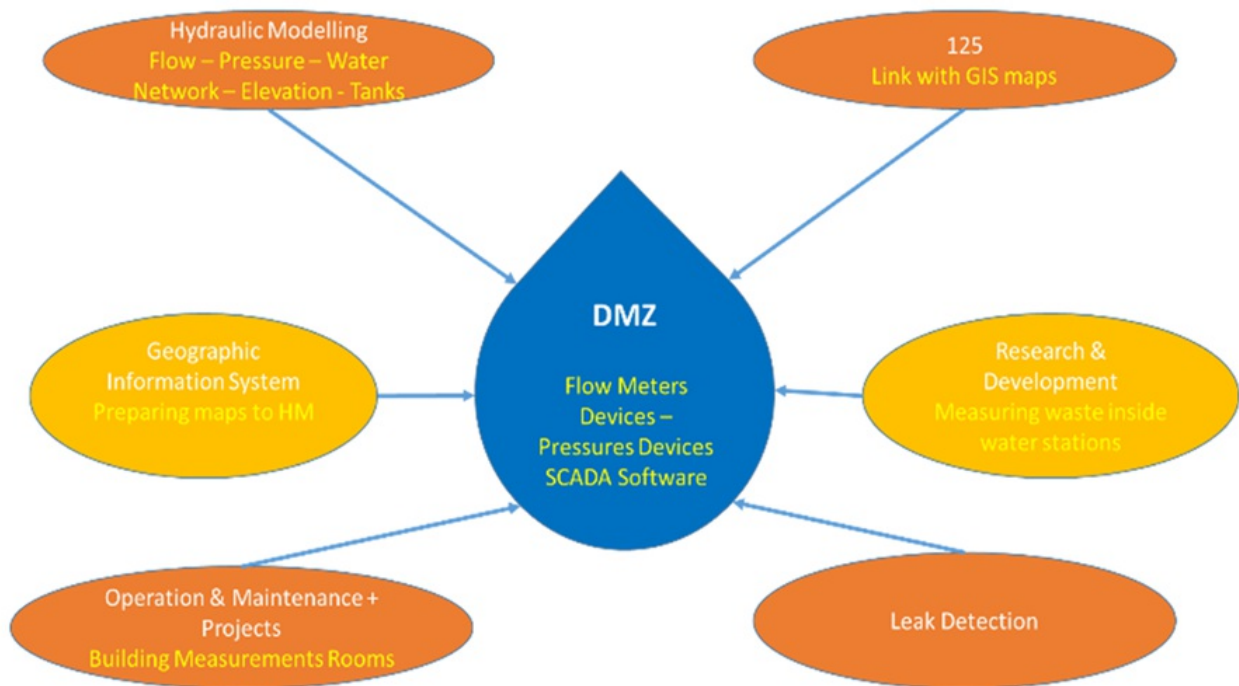 Hydraulic Modelling
Flow – Pressure – Water
Network – Elevation - Tanks
125
Link with GIS maps
DMZ
Flow Meters
Devices –
Pressures Devices
SCADA Software
Geographic
Information System
Preparing maps to HM
Research &
Development
Measuring waste inside
water stations
Operation & Maintenance +
Projects
Building Measurements Rooms
Leak Detection